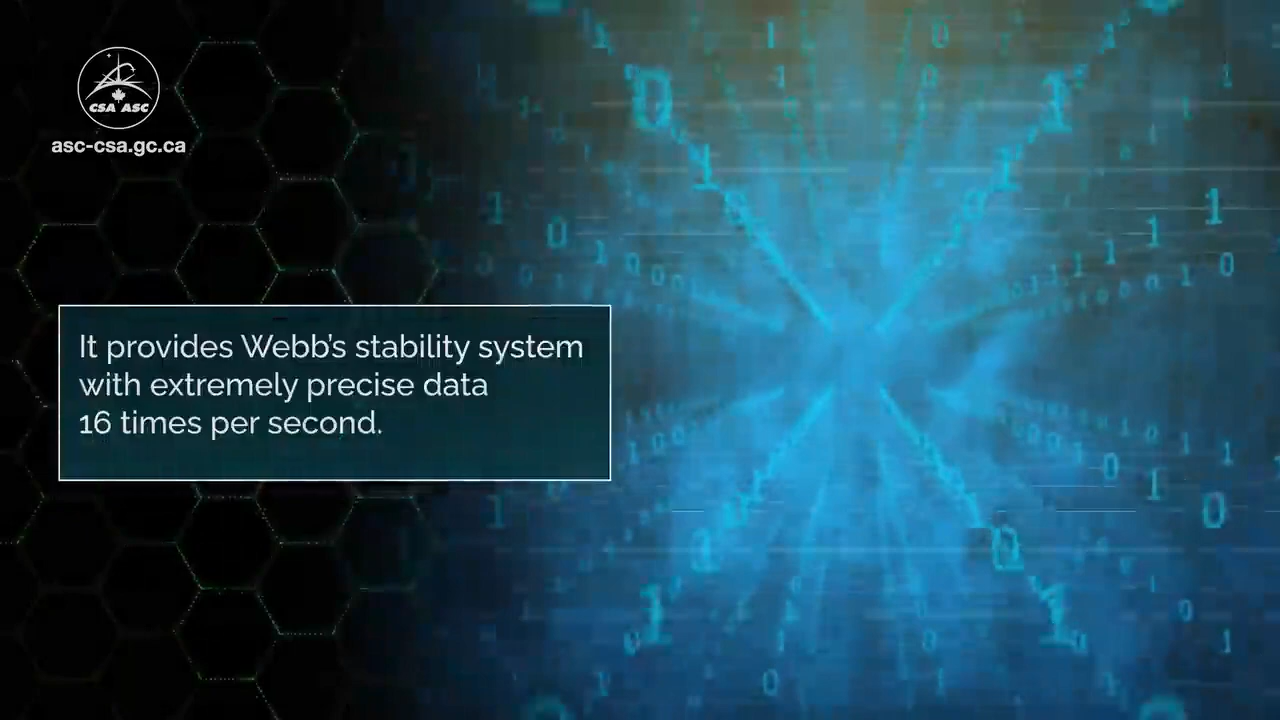 CSA ASC
asc-csa.gc.ca
It provides Webb's stability system
with extremely precise data
16 times per second.